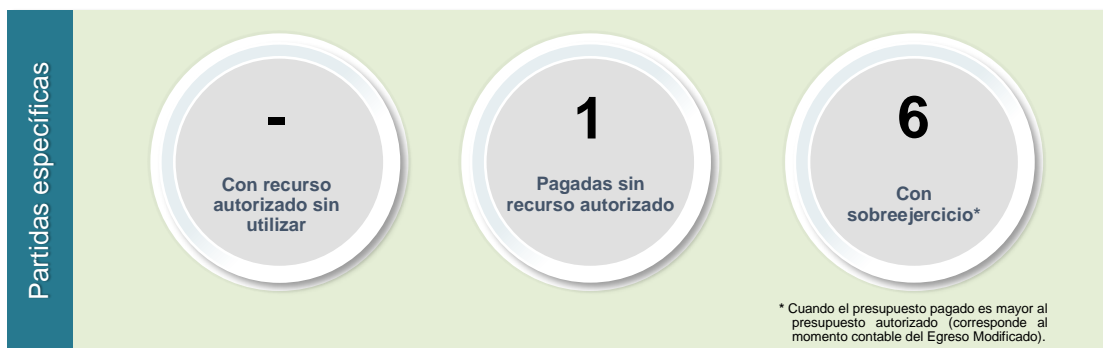 Partidas específicas
-
Con recurso
autorizado sin
utilizar
1
Pagadas sin
recurso autorizado
6
Con
sobreejercicio*
* Cuando el presupuesto pagado es mayor al
presupuesto autorizado (corresponde al
momento contable del Egreso Modificado).